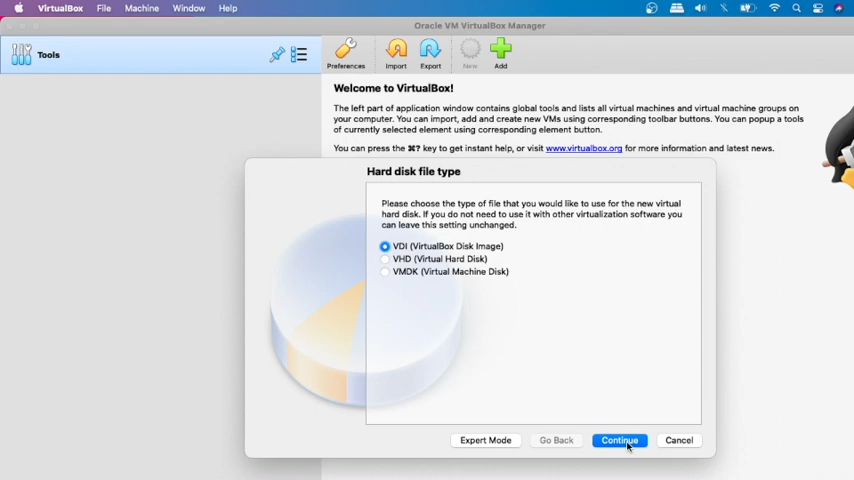 VirtualBox File Machine Window Help
Oracle VM VirtualBox Manager
Tools
Preferences Import Export New Add
Welcome to VirtualBox!
The left part of application window contains global tools and lists all virtual machines and virtual machine groups on
your computer. You can import, add and create new VMs using corresponding toolbar buttons. You can popup a tools
of currently selected element using corresponding element button.
You can press the ⌘? key to get instant help, or visit www.virtualbox.org for more information and latest news.
Hard disk file type
Please choose the type of file that you would like to use for the new virtual
hard disk. If you do not need to use it with other virtualization software you
can leave this setting unchanged.
VDI (VirtualBox Disk Image)
VHD (Virtual Hard Disk)
VMDK (Virtual Machine Disk)
Expert Mode Go Back Continue Cancel